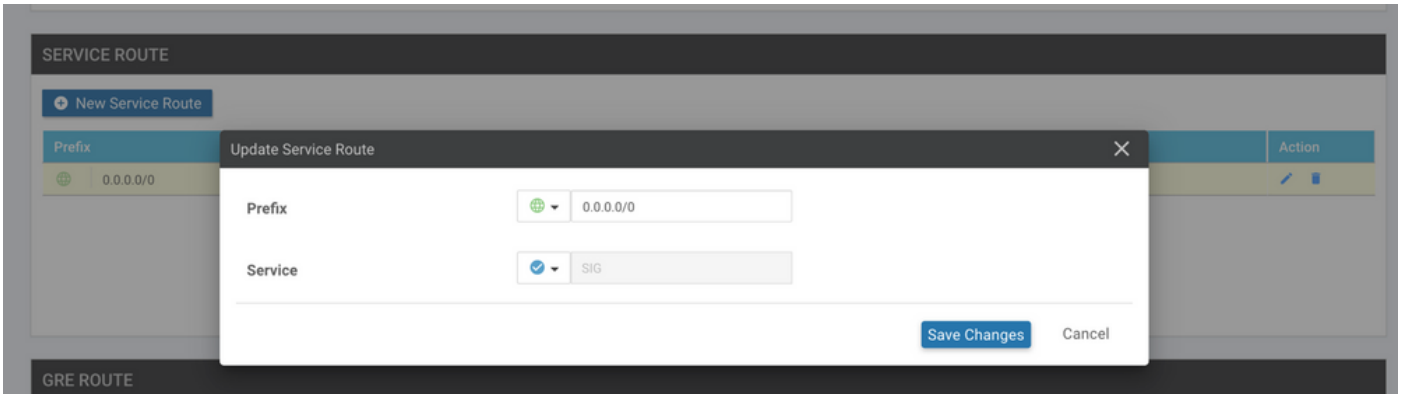 SERVICE ROUTE
New Service Route
Prefix
Action
0.0.0.0/0
Update Service Route
Prefix
0.0.0.0/0
Service
SIG
Save Changes
Cancel
GRE ROUTE